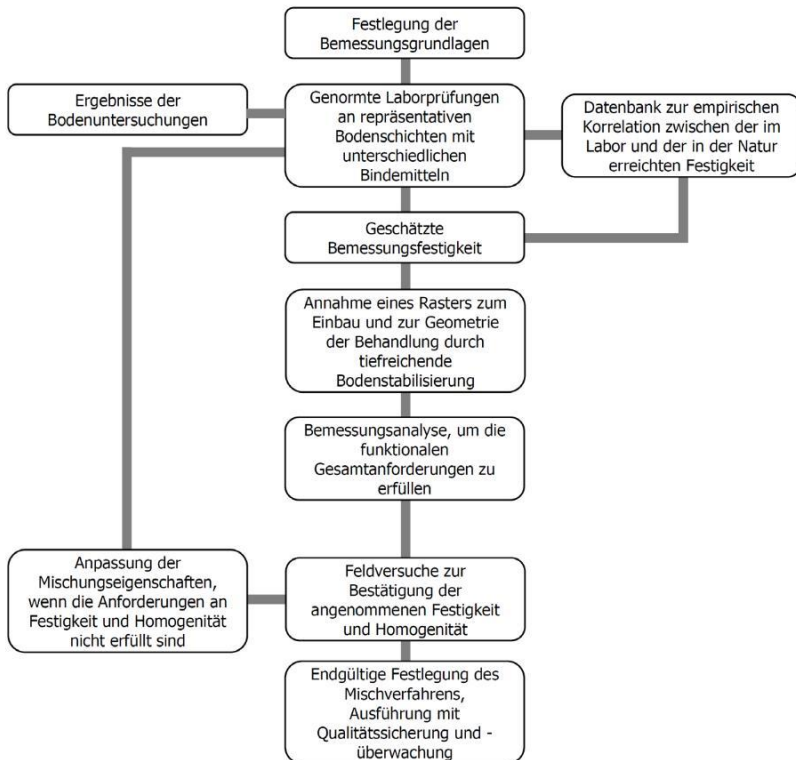 Festlegung der
Bemessungsgrundlagen
Ergebnisse der
Bodenuntersuchungen
Genormte Laborprüfungen
an repräsentativen
Bodenschichten mit
unterschiedlichen
Bindemitteln
Datenbank zur empirischen
Korrelation zwischen der im
Labor und der in der Natur
erreichten Festigkeit
Geschätzte
Bemessungsfestigkeit
Annahme eines Rasters zum
Einbau und zur Geometrie
der Behandlung durch
tiefreichende
Bodenstabilisierung
Bemessungsanalyse, um die
funktionalen
Gesamtanforderungen zu
erfüllen
Anpassung der
Mischungseigenschaften,
wenn die Anforderungen an
Festigkeit und Homogenität
nicht erfüllt sind
Feldversuche zur
Bestätigung der
angenommenen Festigkeit
und Homogenität
Endgültige Festlegung des
Mischverfahrens,
Ausführung mit
Qualitätssicherung und -
überwachung